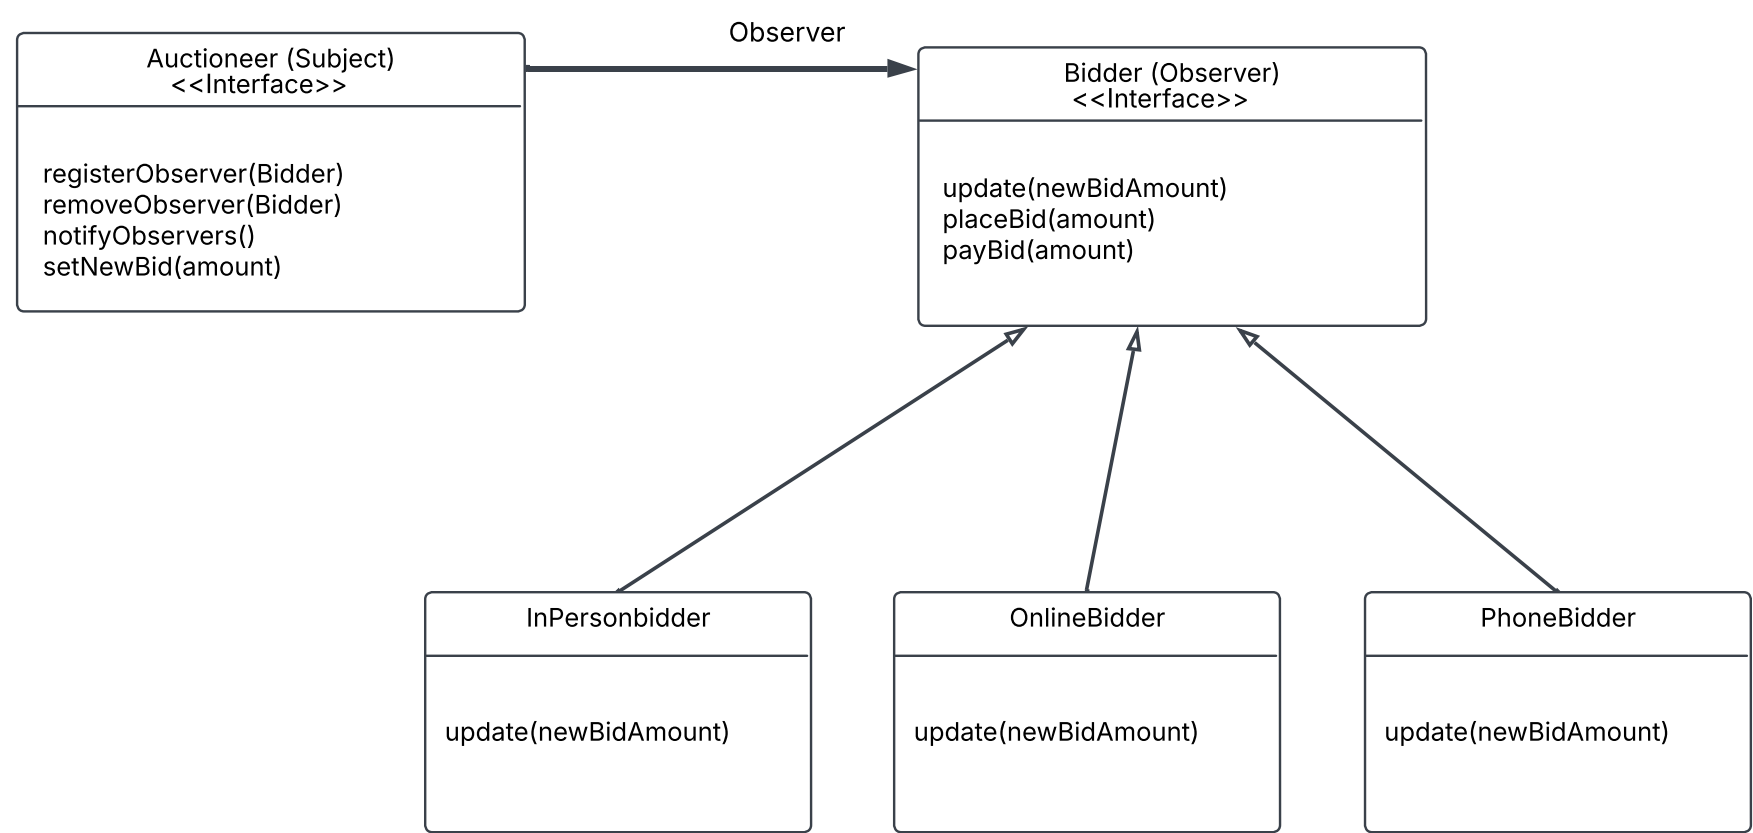 Observer
Auctioneer (Subject)
<<Interface>>
registerObserver(Bidder)
removeObserver(Bidder)
notifyObservers()
setNewBid(amount)
Bidder (Observer)
<<Interface>>
update(newBidAmount)
placeBid(amount)
payBid(amount)
InPersonbidder
update(newBidAmount)
OnlineBidder
update(newBidAmount)
PhoneBidder
update(newBidAmount)